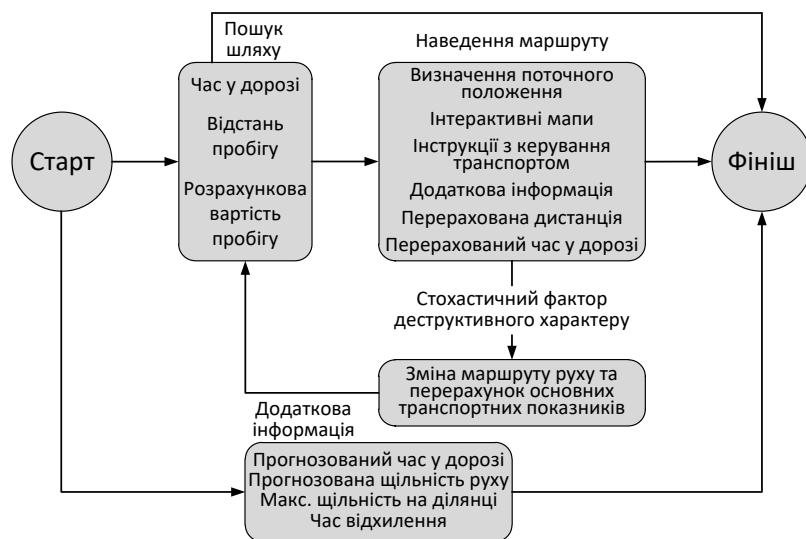 Пошук
шляху
Наведення маршруту
Старт
Час у дорозі
Відстань
пробігу
Розрахункова
вартість
пробігу
Визначення поточного
положення
Інтерактивні мапи
Інструкції з керування
транспортом
Додаткова інформація
Перерахована дистанція
Перерахований час у дорозі
Фініш
Стохастичний фактор
деструктивного характеру
Зміна маршруту руху та
перерахунок основних
транспортних показників
Додаткова
інформація
Прогнозований час у дорозі
Прогнозована щільність руху
Макс. щільність на ділянці
Час відхилення